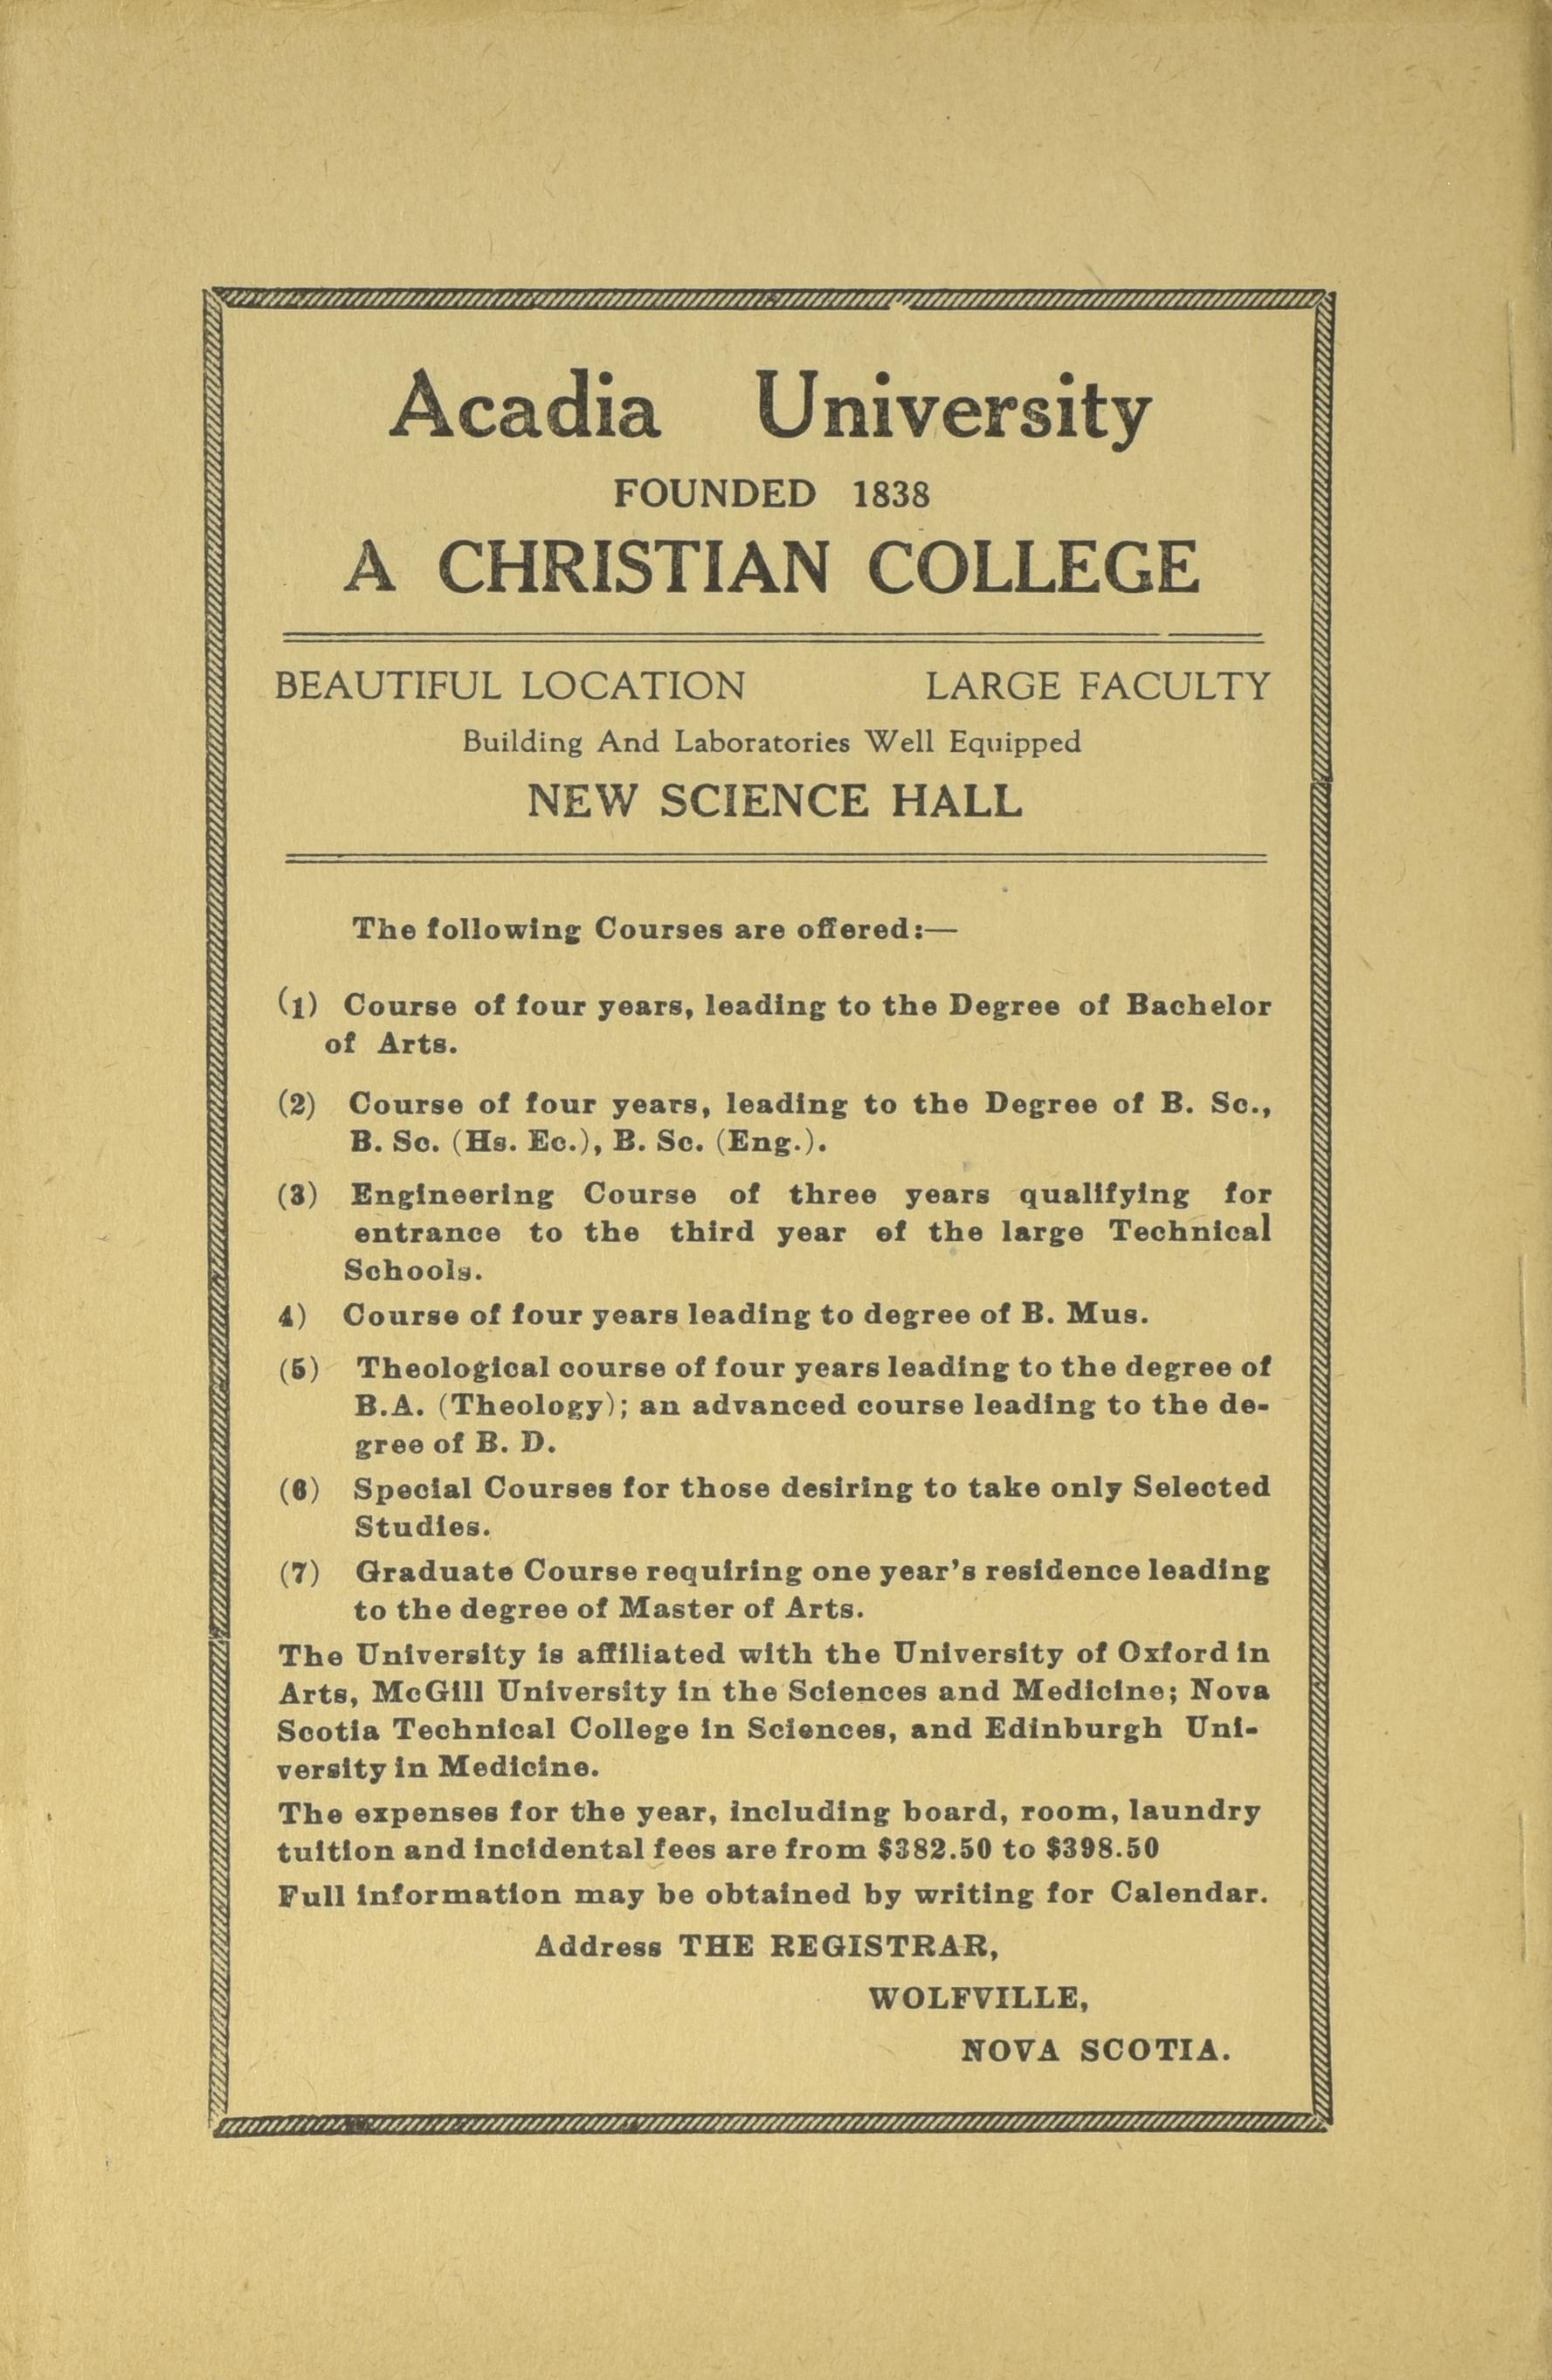 Acadia University
FOUNDED 1838
A CHRISTIAN COLLEGE
BEAUTIFUL LOCATION LARGE FACULTY
Building And Laboratories Well Equipped
NEW SCIENCE HALL
The following Courses are offered:—
(1) Course of four years, leading to the Degree of Bachelor
of Arts.
(2) Course of four years, leading to the Degree of B. Sc.,
B. Sc. (Hs. Ec.), B. Sc. (Eng.).
(3) Engineering Course of three years qualifying for
entrance to the third year of the large Technical
Schools.
4) Course of four years leading to degree of B. Mus.
(5) Theological course of four years leading to the degree of
B.A. (Theology); an advanced course leading to the de-
gree of B. D.
(6) Special Courses for those desiring to take only Selected
Studies.
(7) Graduate Course requiring one year's residence leading
to the degree of Master of Arts.
The University is affiliated with the University of Oxford in
Arts, McGill University in the Sciences and Medicine; Nova
Scotia Technical College in Sciences, and Edinburgh Uni-
versity in Medicine.
The expenses for the year, including board, room, laundry
tuition and incidental fees are from $382.50 to $398.50
Full information may be obtained by writing for Calendar.
Address THE REGISTRAR,
WOLFVILLE,
NOVA SCOTIA.